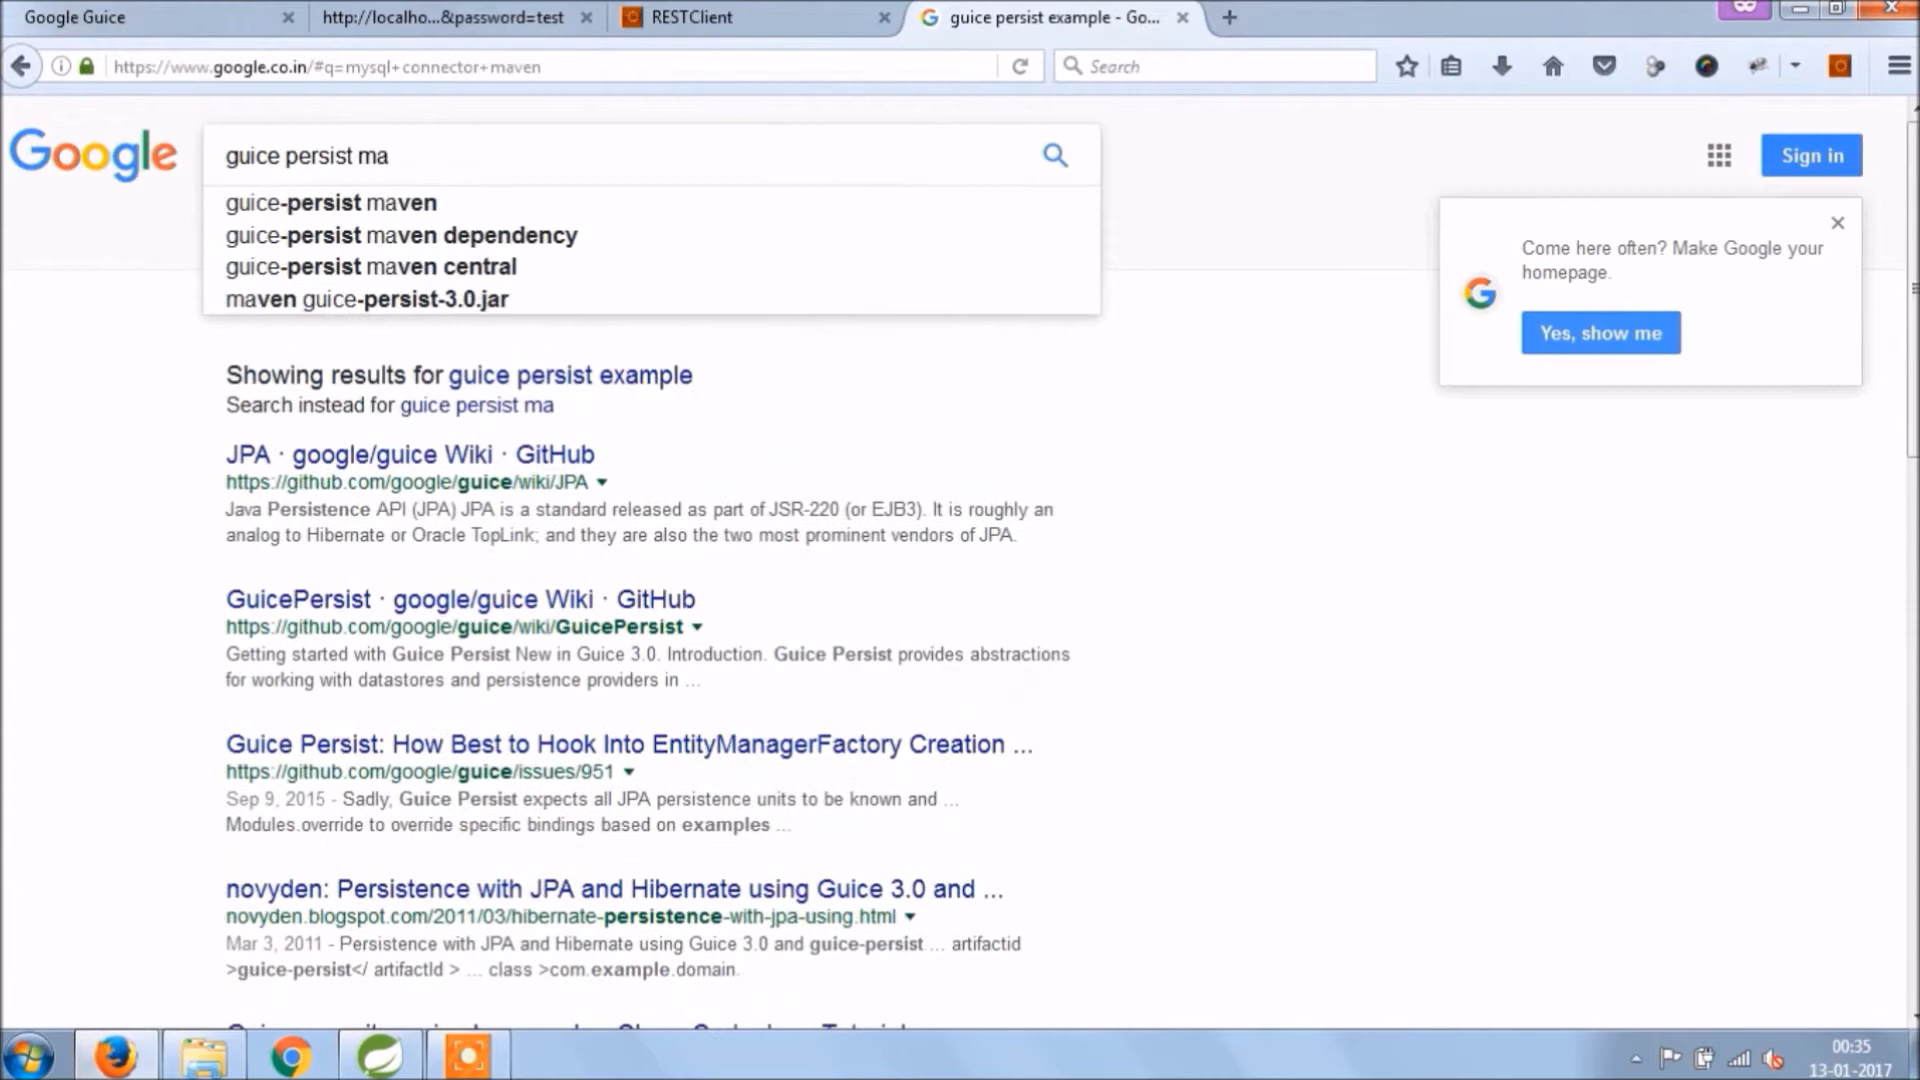 Google Guice
http://localho...&password=test
RESTClient
guice persist example - Go...
https://www.google.co.in/#q=mysql+connector+maven
Search
Google
guice persist ma
Sign in
guice-persist maven
guice-persist maven dependency
guice-persist maven central
maven guice-persist-3.0.jar
Come here often? Make Google your
homepage.
Yes, show me
Showing results for guice persist example
Search instead for guice persist ma
JPA · google/guice Wiki · GitHub
https://github.com/google/guice/wiki/JPA
Java Persistence API (JPA) JPA is a standard released as part of JSR-220 (or EJB3). It is roughly an
analog to Hibernate or Oracle TopLink; and they are also the two most prominent vendors of JPA.
GuicePersist · google/guice Wiki · GitHub
https://github.com/google/guice/wiki/GuicePersist
Getting started with Guice Persist New in Guice 3.0. Introduction. Guice Persist provides abstractions
for working with datastores and persistence providers in ...
Guice Persist: How Best to Hook Into EntityManagerFactory Creation ...
https://github.com/google/guice/issues/951
Sep 9, 2015 - Sadly, Guice Persist expects all JPA persistence units to be known and ...
Modules.override to override specific bindings based on examples ...
novyden: Persistence with JPA and Hibernate using Guice 3.0 and ...
novyden.blogspot.com/2011/03/hibernate-persistence-with-jpa-using.html
Mar 3, 2011 - Persistence with JPA and Hibernate using Guice 3.0 and guice-persist ... artifactid
>guice-persist</ artifactId > ... class >com.example.domain.
00:35
13-01-2017